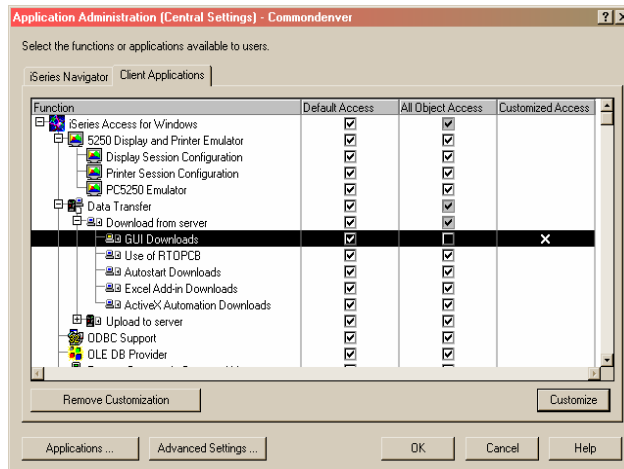 Application Administration (Central Settings) - Commondenver
Select the functions or applications available to users.
iSeries Navigator Client Applications
Function Default Access All Object Access Customized Access
iSeries Access for Windows
5250 Display and Printer Emulator
Display Session Configuration
Printer Session Configuration
PC5250 Emulator
Data Transfer
Download from server
GUI Downloads
Use of RTOPCB
Autostart Downloads
Excel Add-in Downloads
ActiveX Automation Downloads
Upload to server
ODBC Support
OLE DB Provider
Remove Customization Customize
Applications ... Advanced Settings ... OK Cancel Help